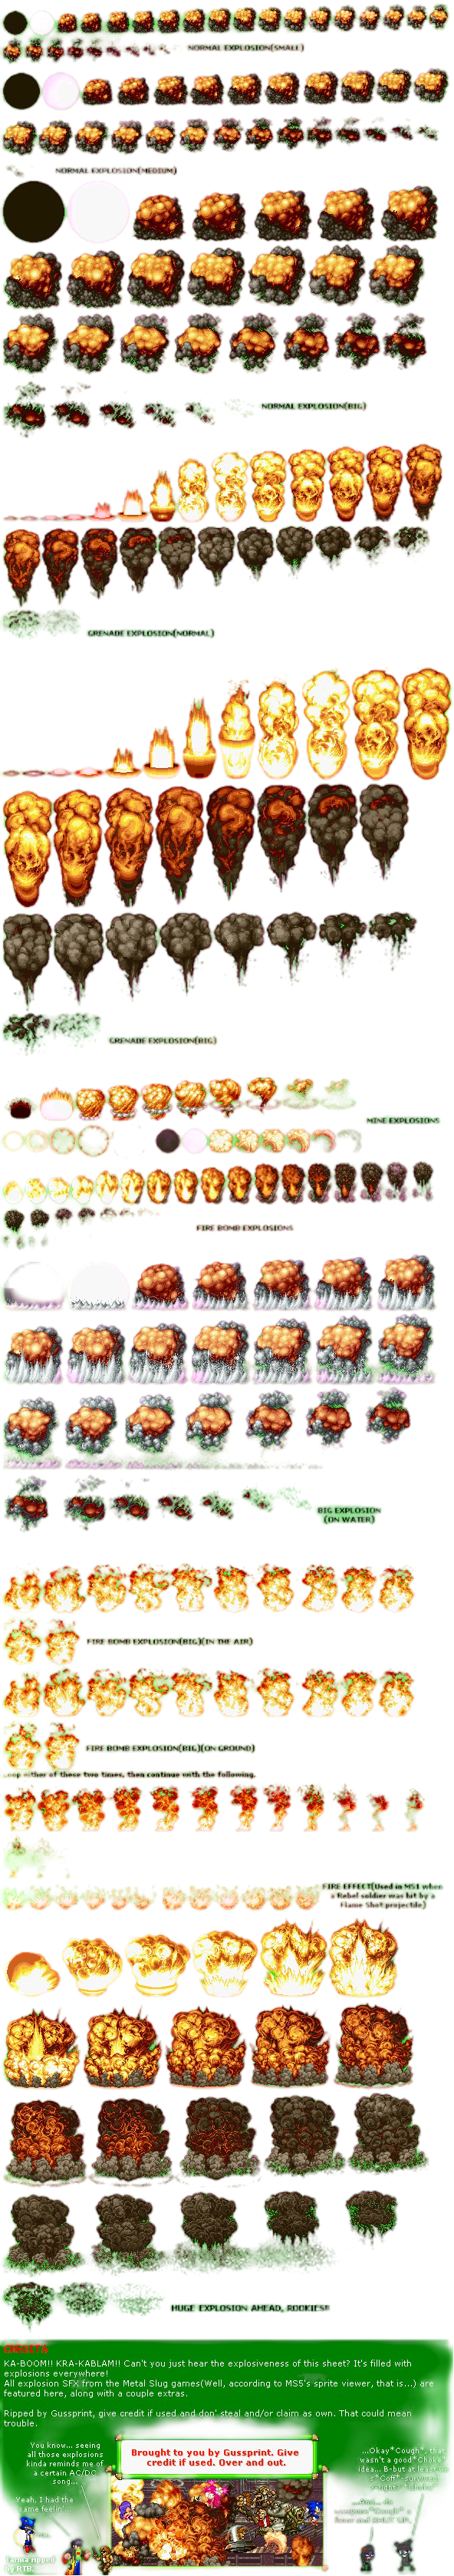 NORMAL EXPLOSION(SMALL)
NORMAL EXPLOSION(MEDIUM)
NORMAL EXPLOSION(BIG)
GRENADE EXPLOSION(NORMAL)
GRENADE EXPLOSION(BIG)
MINE EXPLOSIONS
FIRE BOMB EXPLOSIONS
BIG EXPLOSION
(ON WATER)
FIRE BOMB EXPLOSION(BIG)(IN THE AIR)
FIRE BOMB EXPLOSION(BIG)(ON GROUND)
either of these two times, then continue with the following.
FIRE EFFECT(Used in MS1 when
a Rebel soldier was hit by a
Flame Shot projectile)
HUGE EXPLOSION AHEAD, ROOKIES!!
KA-BOOM!! KRA-KABLAM!! Can't you just hear the explosiveness of this sheet? It's filled with
explosions everywhere!
All explosion SFX from the Metal Slug games(Well, according to MS5's sprite viewer, that is...) are
featured here, along with a couple extras.
Ripped by Gussprint, give credit if used and don' steal and/or claim as own. That could mean
trouble.
You know... seeing
all those explosions
kinda reminds me of
a certain AC/DC
song...
Yeah, I had the
same feelin'...
Brought to you by Gussprint. Give
credit if used. Over and out.
...Okay*Cough*, that
wasn't a good*Choke*
idea... B-but at least